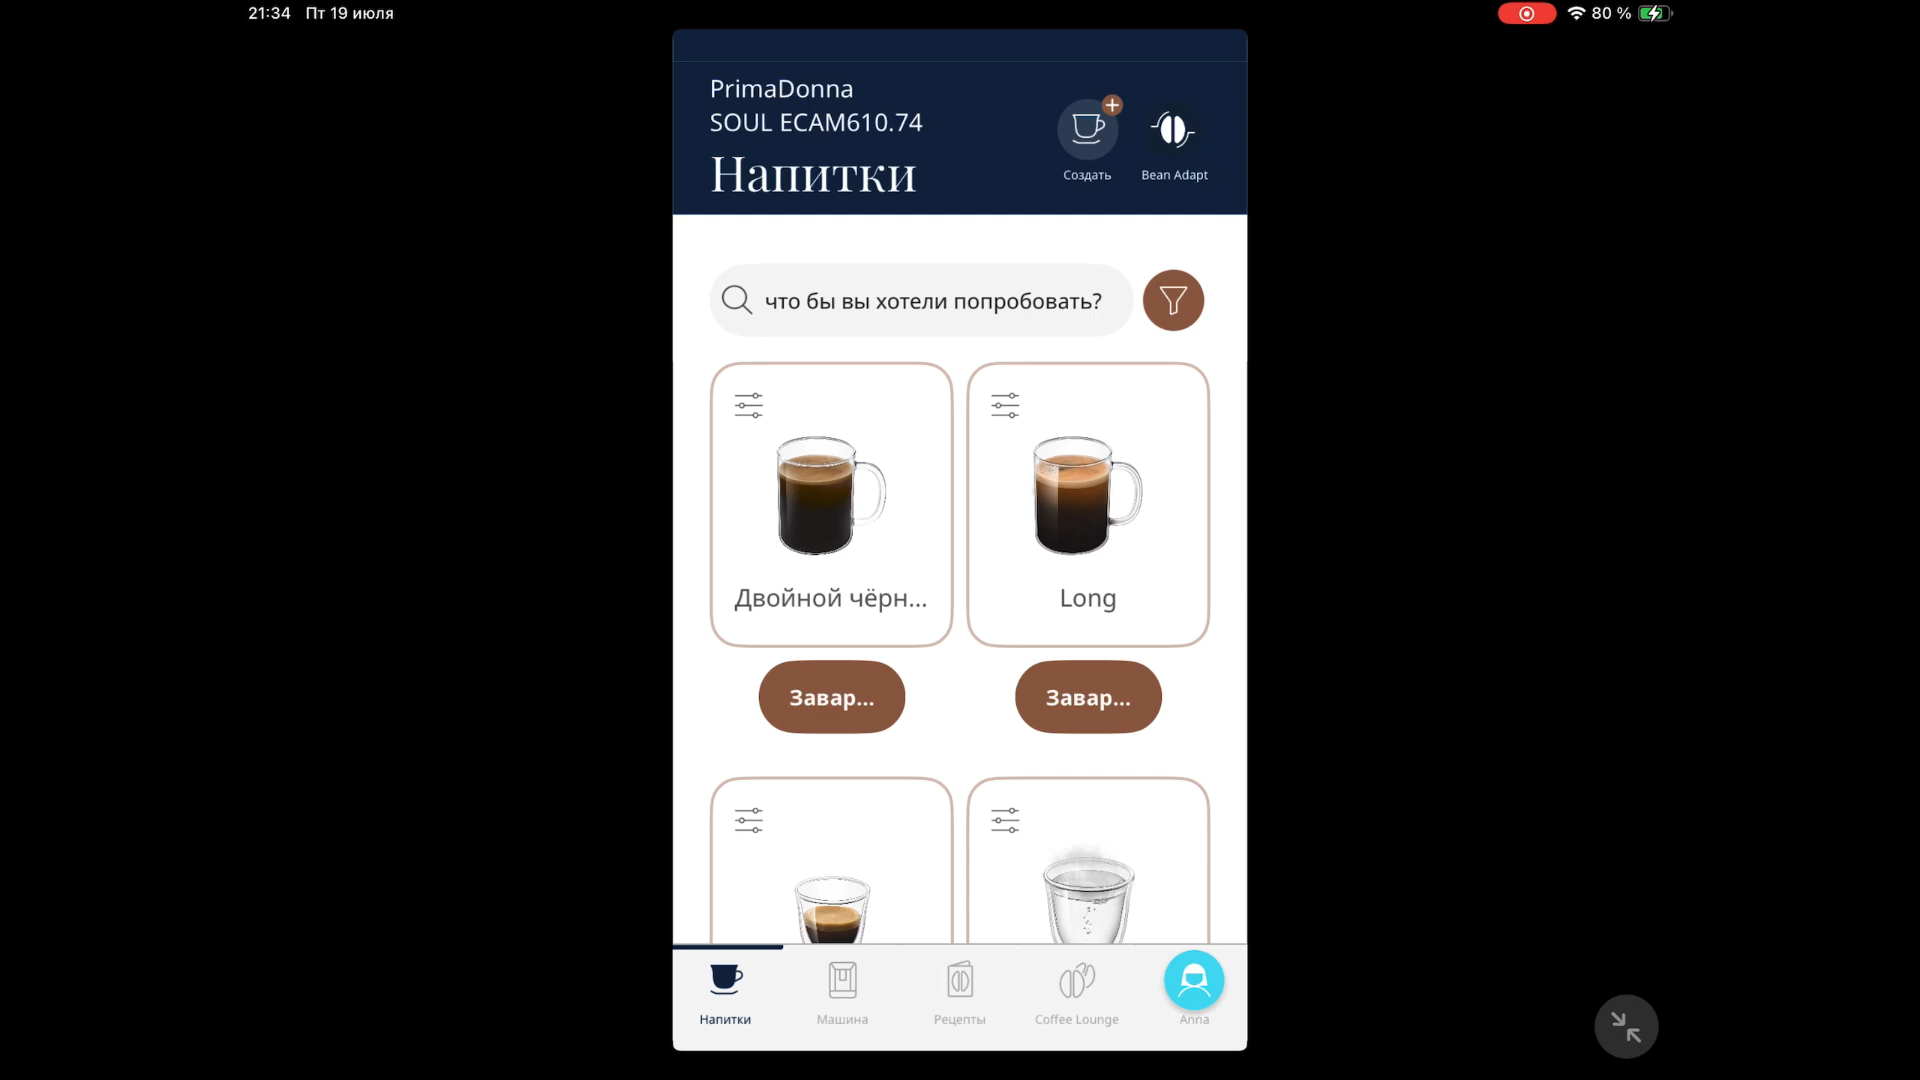 21:34 Пт 19 июля
80 %
PrimaDonna
SOUL ECAM610.74
Напитки
Создать
Bean Adapt
что бы вы хотели попробовать?
Двойной чёрн...
Long
Завар...
Завар...
Напитки
Машина
Рецепты
Coffee Lounge
Anna